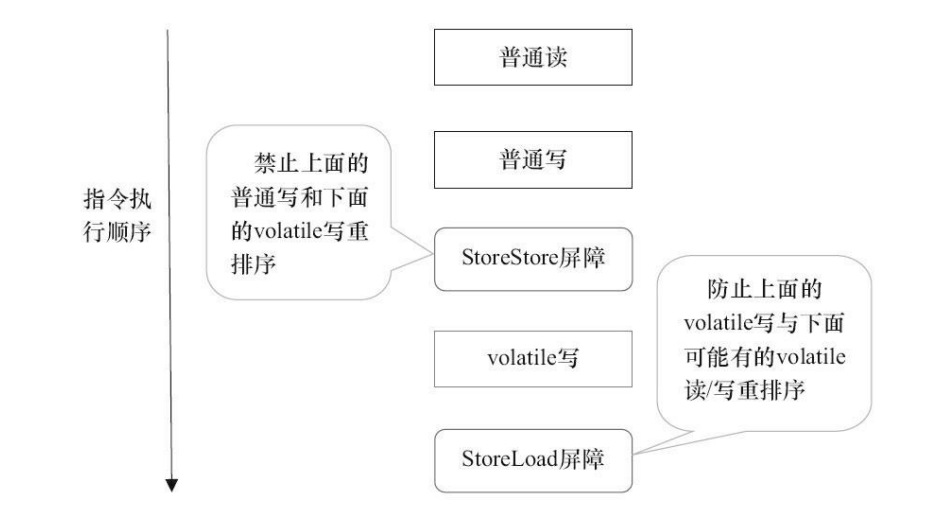 普通读
普通写
禁止上面的
普通写和下面
的volatile写重
排序
指令执
行顺序
StoreStore屏障
防止上面的
volatile写与下面
可能有的volatile
读/写重排序
volatile写
StoreLoad屏障